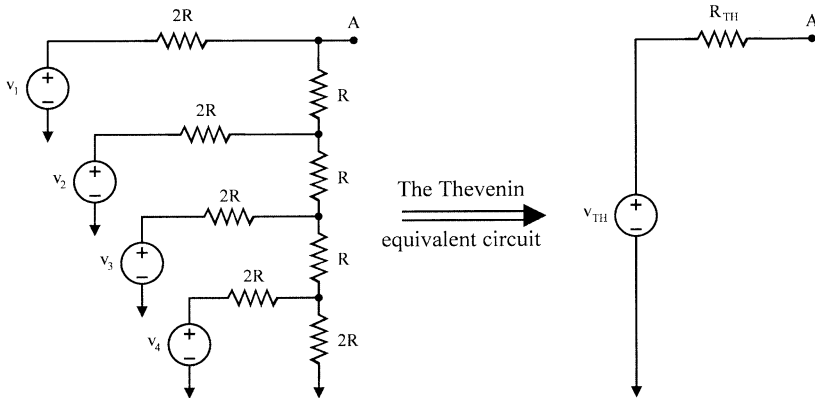 2R
A
v1
R
2R
v2
R
2R
v3
R
2R
v4
2R
The Thevenin
equivalent circuit
RTH
A
vTH